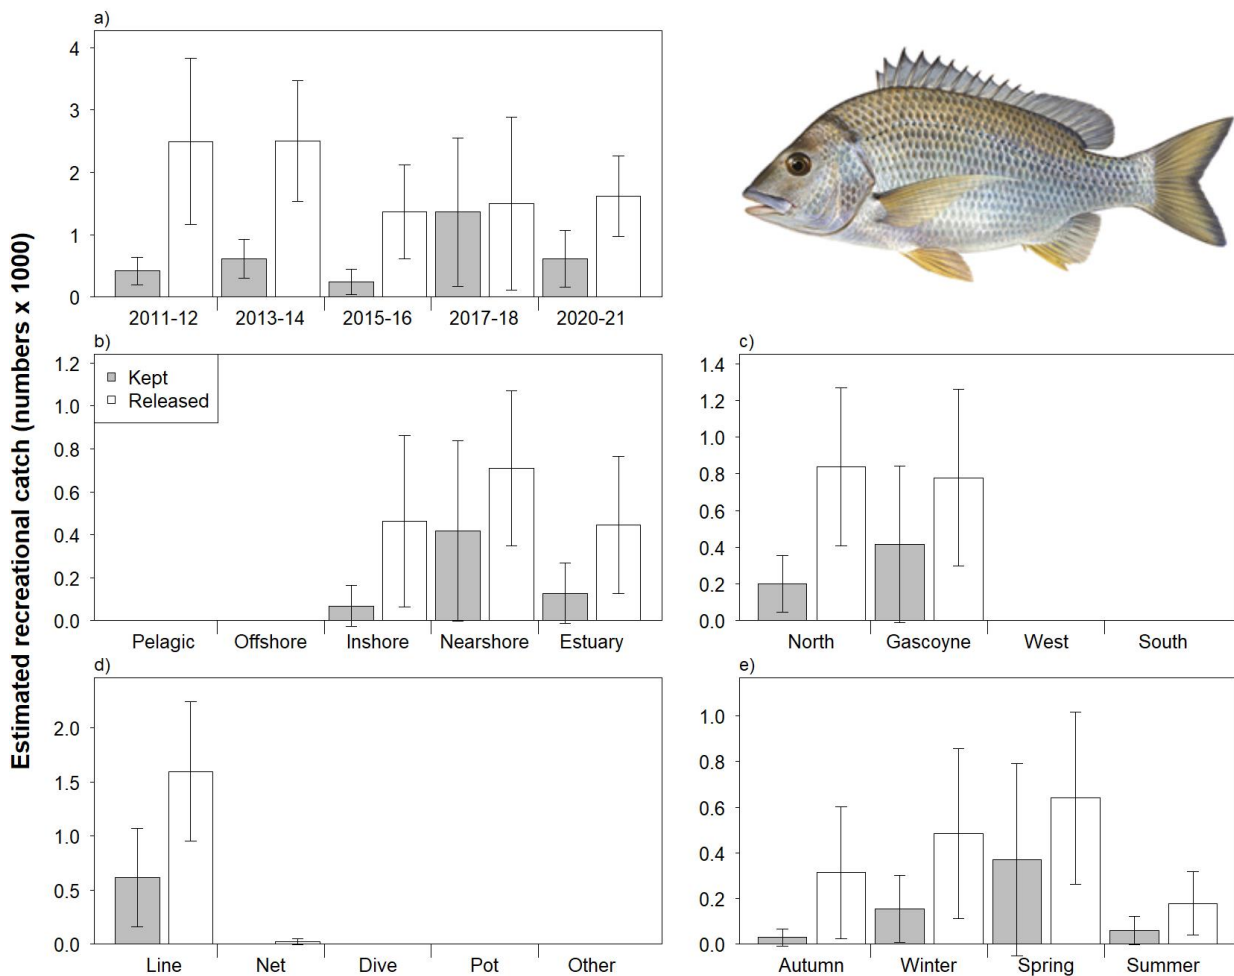 Estimated recreational catch (numbers x 1000)
a)
4
3
2
1
0
2011-12 2013-14 2015-16 2017-18 2020-21
b)
Kept
Released
1.2
1.0
0.8
0.6
0.4
0.2
0.0
Pelagic Offshore Inshore Nearshore Estuary
c)
1.4
1.2
1.0
0.8
0.6
0.4
0.2
0.0
North Gascoyne West South
d)
2.0
1.5
1.0
0.5
0.0
Line Net Dive Pot Other
e)
1.0
0.8
0.6
0.4
0.2
0.0
Autumn Winter Spring Summer